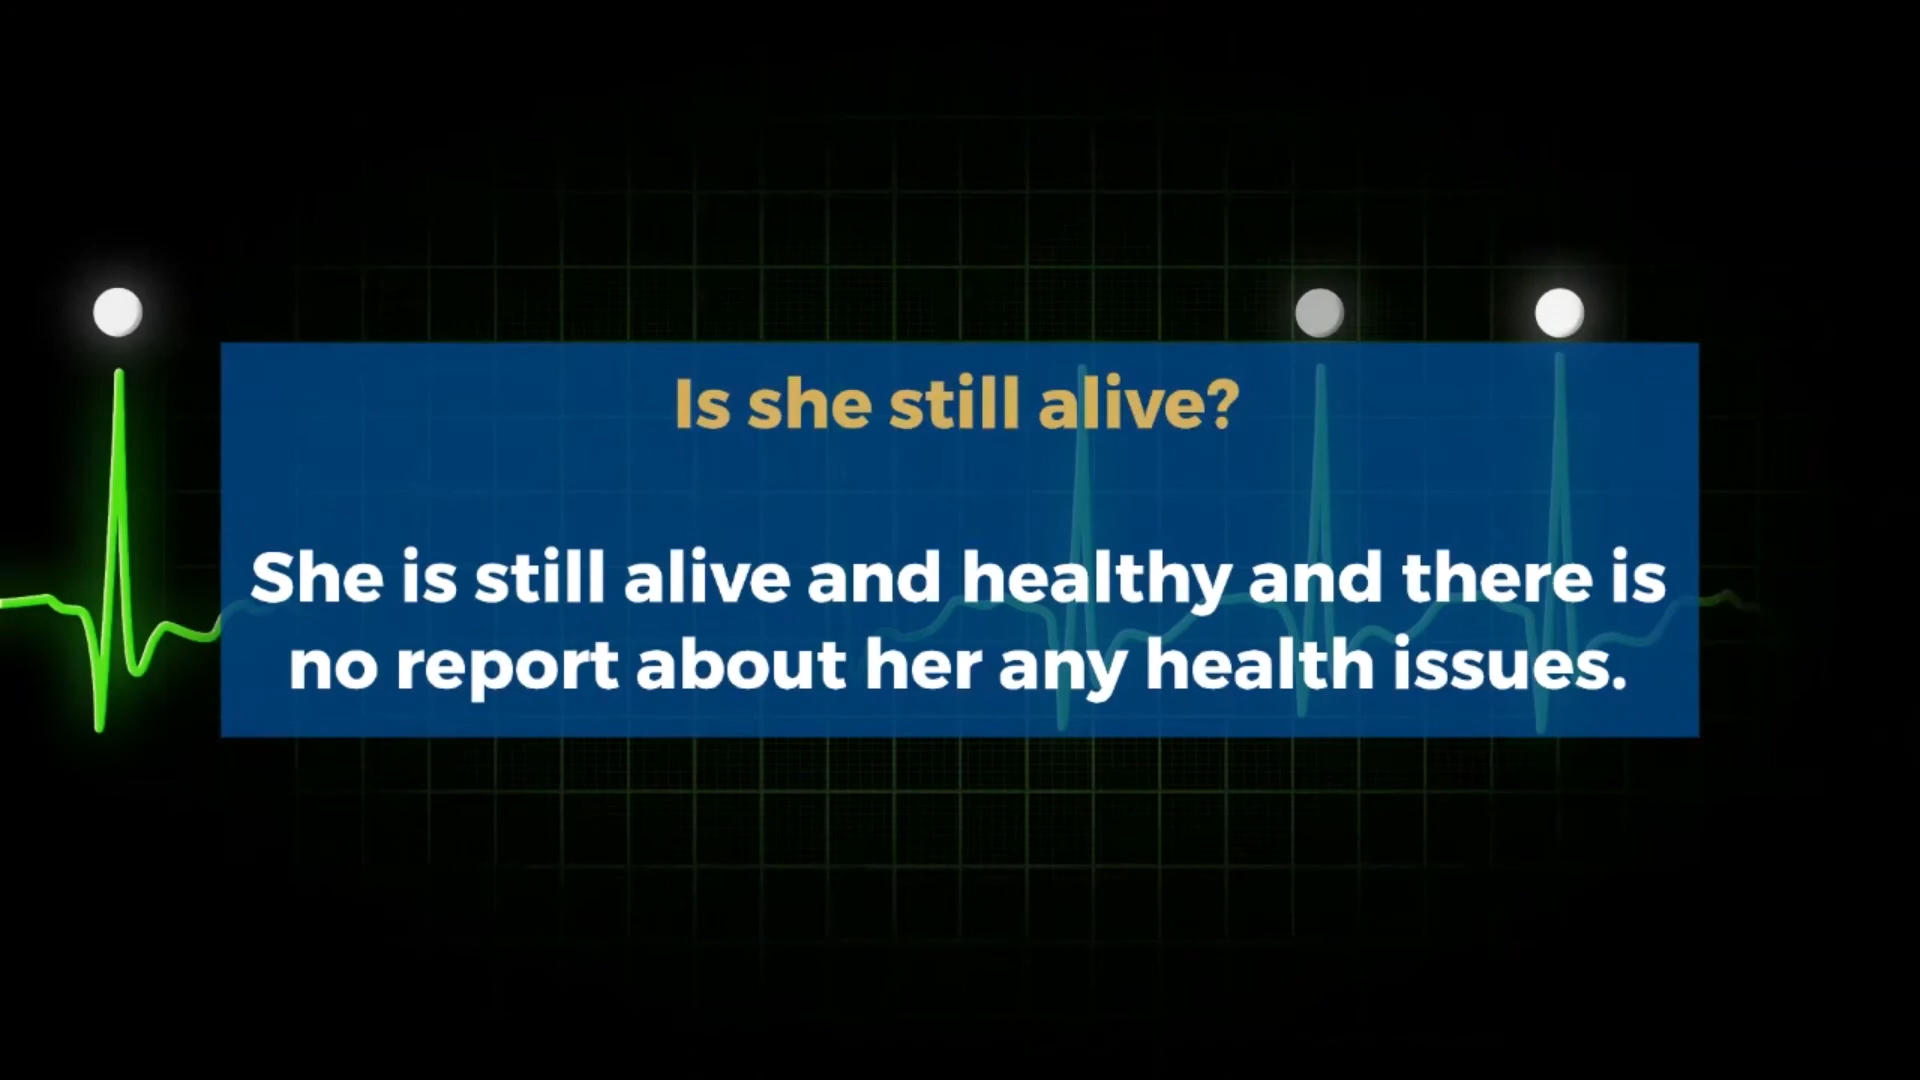 Is she still alive?
She is still alive and healthy and there is
no report about her any health issues.